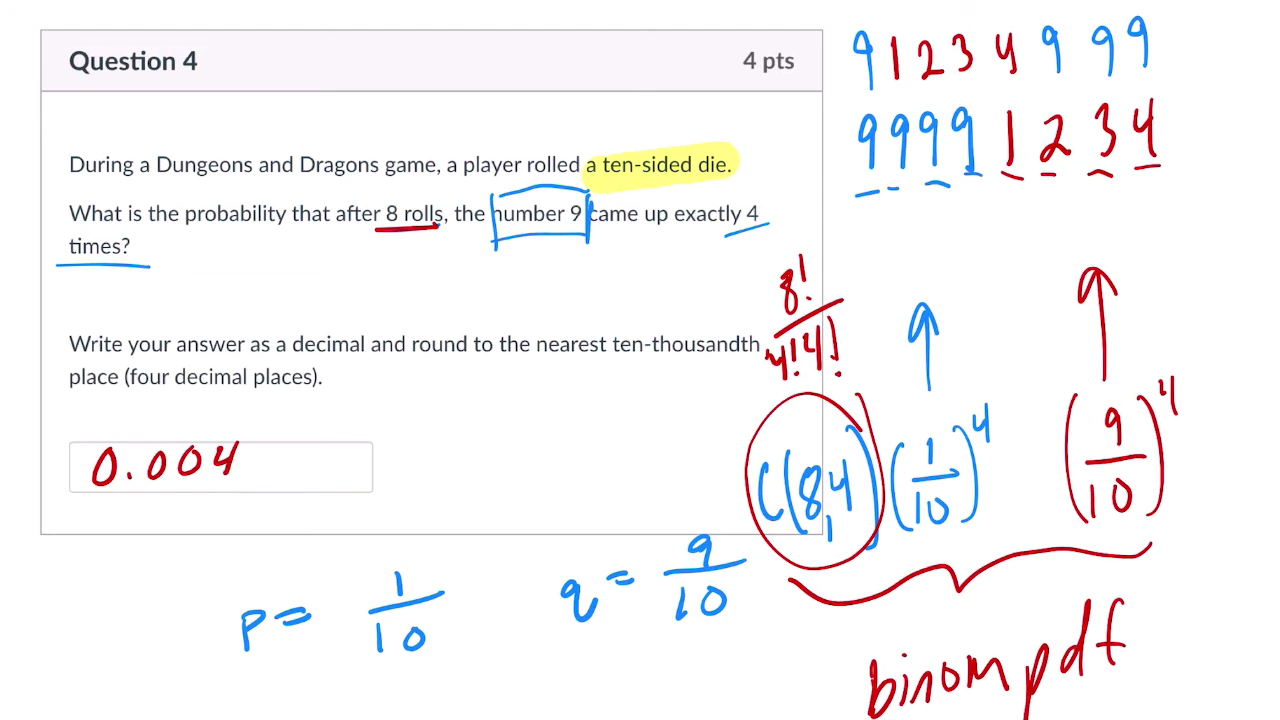 Question 4 4 pts
During a Dungeons and Dragons game, a player rolled a ten-sided die.
What is the probability that after 8 rolls, the number 9 came up exactly 4
times?
Write your answer as a decimal and round to the nearest ten-thousandth
place (four decimal places).
0.004
9 1 2 3 4 9 9 9
9 9 9 9 1 2 3 4
8!
4!4!
C(8,4) (1/10)^4 (9/10)^4
p = 1/10 q = 9/10
binompdf